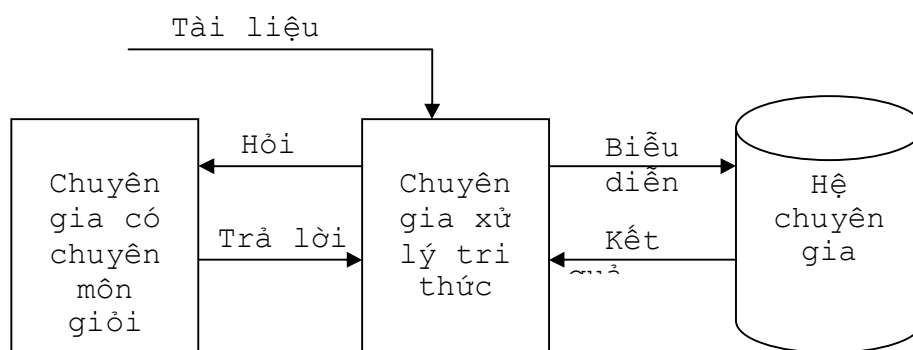 Tài liệu
Hỏi
Trả lời
Chuyên
gia có
chuyên
môn
giỏi
Chuyên
gia xử
lý tri
thức
Biễu
diễn
Kết
Hệ
chuyên
gia